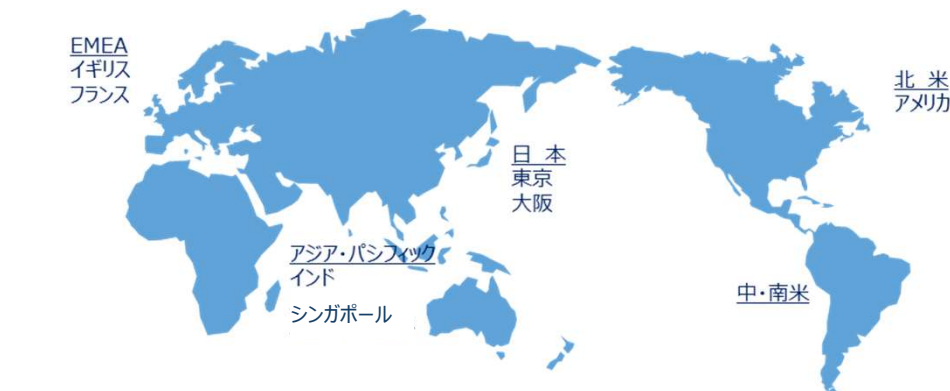 EMEA
イギリス
フランス
北 米
アメリカ
日 本
東京
大阪
アジア・パシフィック
インド
シンガポール
中・南米